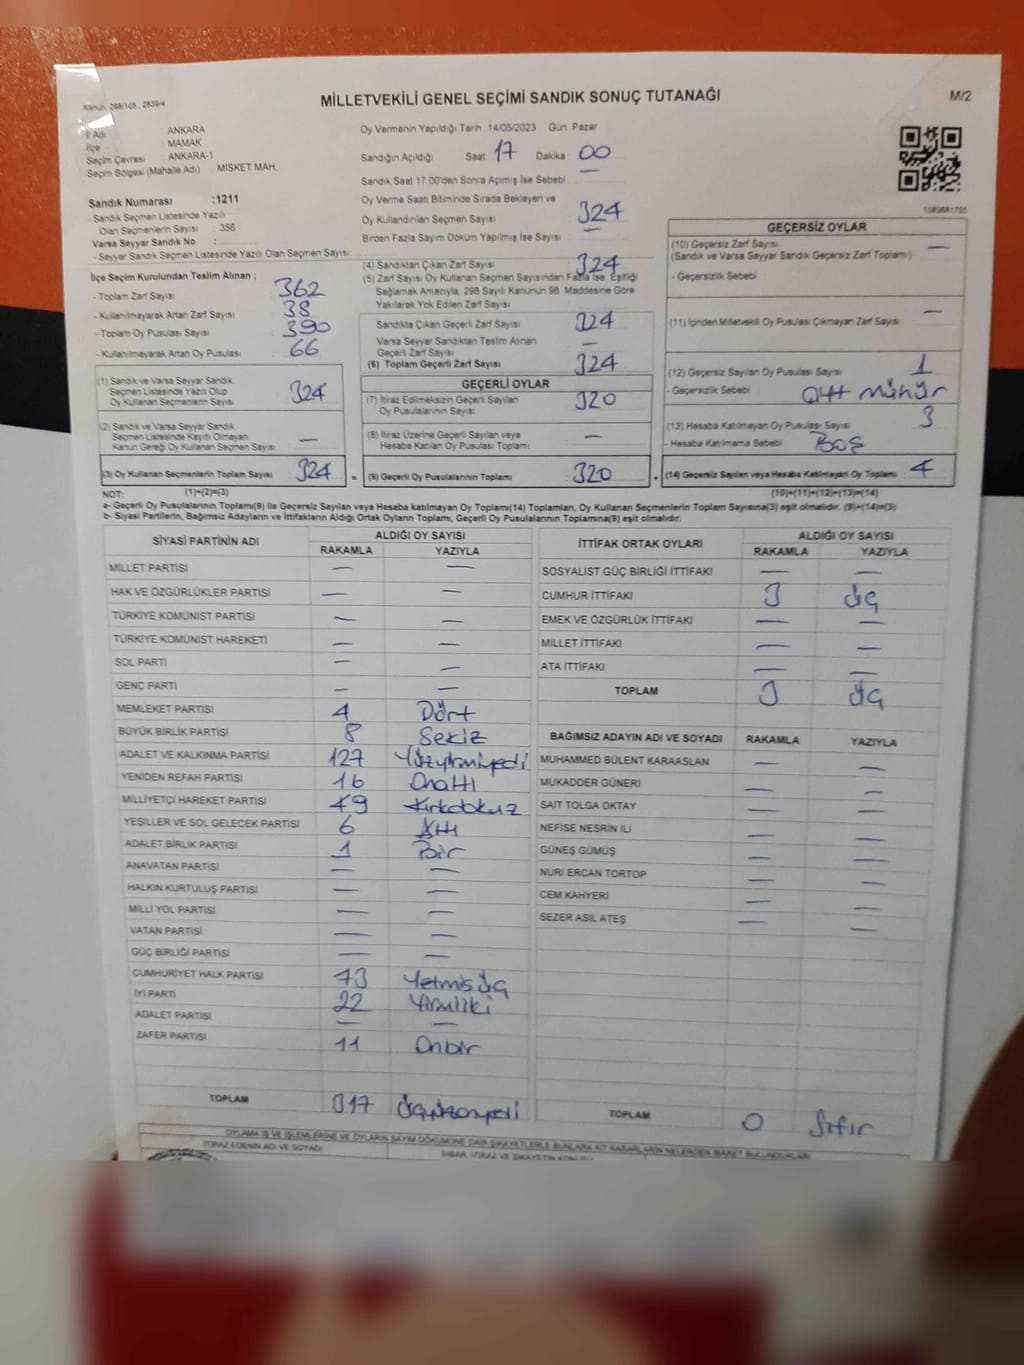 Kanun: 298/105, 2839/4
MİLLETVEKİLİ GENEL SEÇİMİ SANDIK SONUÇ TUTANAĞI
M/2
İl Adı : ANKARA
İlçe : MAMAK
Seçim Çevresi : ANKARA-1
Seçim Bölgesi (Mahalle Adı) : MİSKET MAH.
Oy Vermenin Yapıldığı Tarih :14/05/2023 Gün: Pazar
Sandığın Açıldığı Saat: 17 Dakika: 00
Sandık Saat 17:00'den Sonra Açılmış İse Sebebi : —
Sandık Numarası :1211
- Sandık Seçmen Listesinde Yazılı
Olan Seçmenlerin Sayısı : 356
Varsa Seyyar Sandık No :
- Seyyar Sandık Seçmen Listesinde Yazılı Olan Seçmen Sayısı:
Oy Verme Saati Bitiminde Sırada Bekleyen ve
Oy Kullandırılan Seçmen Sayısı : 324
Birden Fazla Sayım Döküm Yapılmış İse Sayısı : —
1083681755
İlçe Seçim Kurulundan Teslim Alınan ;
- Toplam Zarf Sayısı : 362
- Kullanılmayarak Artan Zarf Sayısı : 38
- Toplam Oy Pusulası Sayısı : 390
- Kullanılmayarak Artan Oy Pusulası : 66
(4) Sandıktan Çıkan Zarf Sayısı : 324
(5) Zarf Sayısı Oy Kullanan Seçmen Sayısından Fazla İse, Eşitliği
Sağlamak Amacıyla, 298 Sayılı Kanunun 98. Maddesine Göre
Yakılarak Yok Edilen Zarf Sayısı :
Sandıkta Çıkan Geçerli Zarf Sayısı : 324
Varsa Seyyar Sandıktan Teslim Alınan
Geçerli Zarf Sayısı : —
(6) Toplam Geçerli Zarf Sayısı : 324
GEÇERSİZ OYLAR
(10) Geçersiz Zarf Sayısı : —
(Sandık ve Varsa Seyyar Sandık Geçersiz Zarf Toplamı)
- Geçersizlik Sebebi :
(11) İçinden Milletvekili Oy Pusulası Çıkmayan Zarf Sayısı : —
(12) Geçersiz Sayılan Oy Pusulası Sayısı : 1
- Geçersizlik Sebebi : Çift Mühür
(13) Hesaba Katılmayan Oy Pusulası Sayısı : 3
- Hesaba Katılmama Sebebi : Boş
(1) Sandık ve Varsa Seyyar Sandık
Seçmen Listesinde Yazılı Olup
Oy Kullanan Seçmenlerin Sayısı : 324
(2) Sandık ve Varsa Seyyar Sandık
Seçmen Listesinde Kayıtlı Olmayan
Kanun Gereği Oy Kullanan Seçmen Sayısı : —
GEÇERLİ OYLAR
(7) İtiraz Edilmeksizin Geçerli Sayılan
Oy Pusulalarının Sayısı : 320
(8) İtiraz Üzerine Geçerli Sayılan veya
Hesaba Katılan Oy Pusulaları Toplamı : —
(3) Oy Kullanan Seçmenlerin Toplam Sayısı : 324 = (9) Geçerli Oy Pusulalarının Toplamı : 320 + (14) Geçersiz Sayılan veya Hesaba Katılmayan Oy Toplamı : 4
NOT: (1)+(2)=(3) (10)+(11)+(12)+(13)=(14)
a- Geçerli Oy Pusulalarının Toplamı(9) ile Geçersiz Sayılan veya Hesaba katılmayan Oy Toplamı(14) Toplamları, Oy Kullanan Seçmenlerin Toplam Sayısına(3) eşit olmalıdır. (9)+(14)=(3)
b- Siyasi Partilerin, Bağımsız Adayların ve İttifakların Aldığı Ortak Oyların Toplamı, Geçerli Oy Pusulalarının Toplamına(9) eşit olmalıdır.
SİYASİ PARTİNİN ADI ALDIĞI OY SAYISI
RAKAMLA YAZIYLA
MİLLET PARTİSİ — —
HAK VE ÖZGÜRLÜKLER PARTİSİ — —
TÜRKİYE KOMÜNİST PARTİSİ — —
TÜRKİYE KOMÜNİST HAREKETİ — —
SOL PARTİ — —
GENÇ PARTİ — —
MEMLEKET PARTİSİ 4 Dört
BÜYÜK BİRLİK PARTİSİ 8 Sekiz
ADALET VE KALKINMA PARTİSİ 127 Yüzyirmiyedi
YENİDEN REFAH PARTİSİ 16 Onaltı
MİLLİYETÇİ HAREKET PARTİSİ 49 Kırkdokuz
YEŞİLLER VE SOL GELECEK PARTİSİ 6 Altı
ADALET BİRLİK PARTİSİ 1 Bir
ANAVATAN PARTİSİ — —
HALKIN KURTULUŞ PARTİSİ — —
MİLLİ YOL PARTİSİ — —
VATAN PARTİSİ — —
GÜÇ BİRLİĞİ PARTİSİ — —
CUMHURİYET HALK PARTİSİ 73 Yetmiş üç
İYİ PARTİ 22 Yirmiiki
ADALET PARTİSİ — —
ZAFER PARTİSİ 11 Onbir
TOPLAM 317 Üçyüzonyedi
İTTİFAK ORTAK OYLARI ALDIĞI OY SAYISI
RAKAMLA YAZIYLA
SOSYALİST GÜÇ BİRLİĞİ İTTİFAKI — —
CUMHUR İTTİFAKI 3 üç
EMEK VE ÖZGÜRLÜK İTTİFAKI — —
MİLLET İTTİFAKI — —
ATA İTTİFAKI — —
TOPLAM 3 üç
BAĞIMSIZ ADAYIN ADI VE SOYADI RAKAMLA YAZIYLA
MUHAMMED BÜLENT KARAASLAN — —
MUKADDER GÜNERİ — —
SAİT TOLGA OKTAY — —
NEFİSE NESRİN İLİ — —
GÜNEŞ GÜMÜŞ — —
NURİ ERCAN TORTOP — —
CEM KAHYERİ — —
SEZER ASİL ATEŞ — —
TOPLAM 0 Sıfır
OYLAMA İŞ VE İŞLEMLERİNE VE OYLARIN SAYIM DÖKÜMÜNE DAİR ŞİKAYETLERLE BUNLARA AİT KARARLARIN NELERDEN İBARET BULUNDUKLARI
İTİRAZ EDENİN ADI VE SOYADI
İHBAR, İTİRAZ VE ŞİKAYETİN KONUSU